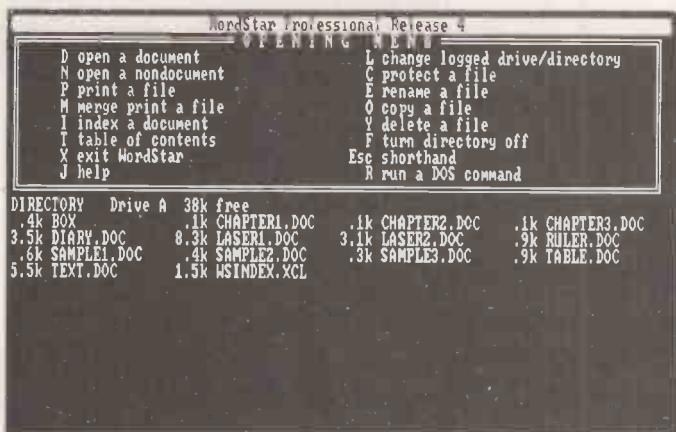 WordStar Professional Release 4
OPENING MENU
D open a document L change logged drive/directory
N open a nondocument C protect a file
P print a file E rename a file
M merge print a file O copy a file
I index a document Y delete a file
T table of contents F turn directory off
X exit WordStar Esc shorthand
J help R run a DOS command
DIRECTORY Drive A 38k free
.4k BOX .1k CHAPTER1.DOC .1k CHAPTER2.DOC .1k CHAPTER3.DOC
3.5k DIARY.DOC 8.3k LASER1.DOC 3.1k LASER2.DOC .9k RULER.DOC
.6k SAMPLE1.DOC .4k SAMPLE2.DOC .3k SAMPLE3.DOC .9k TABLE.DOC
5.5k TEXT.DOC 1.5k WSINDEX.XCL